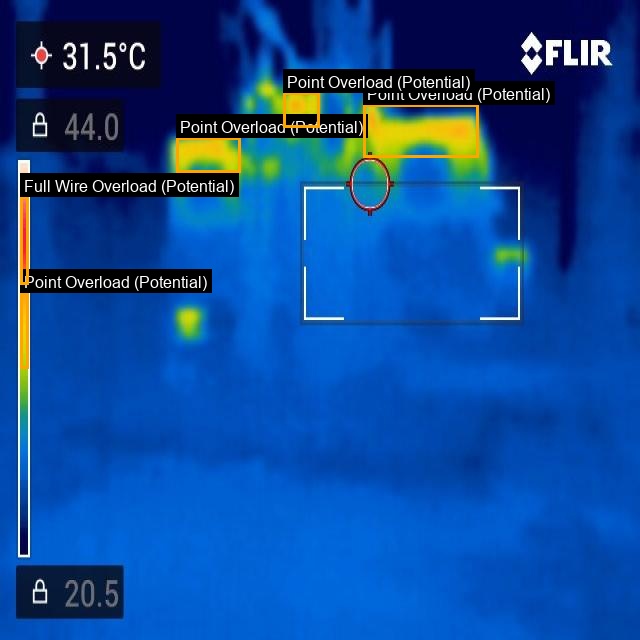 31.5°C
FLIR
44.0
Point Overload (Potential)
Point Overload (Potential)
Point Overload (Potential)
Full Wire Overload (Potential)
Point Overload (Potential)
20.5